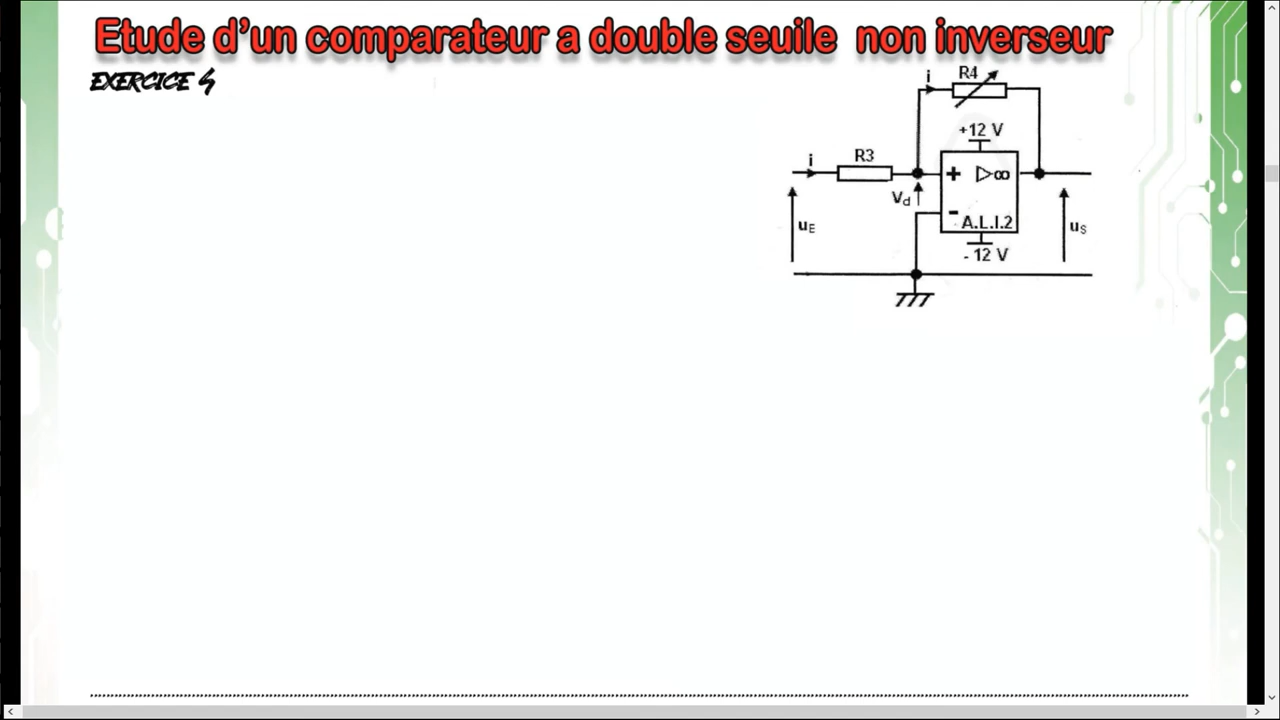 Etude d'un comparateur a double seuile non inverseur
EXERCICE 4
i
R4
+12 V
i
R3
+
▷∞
Vd
-
A.L.I.2
uE
uS
- 12 V